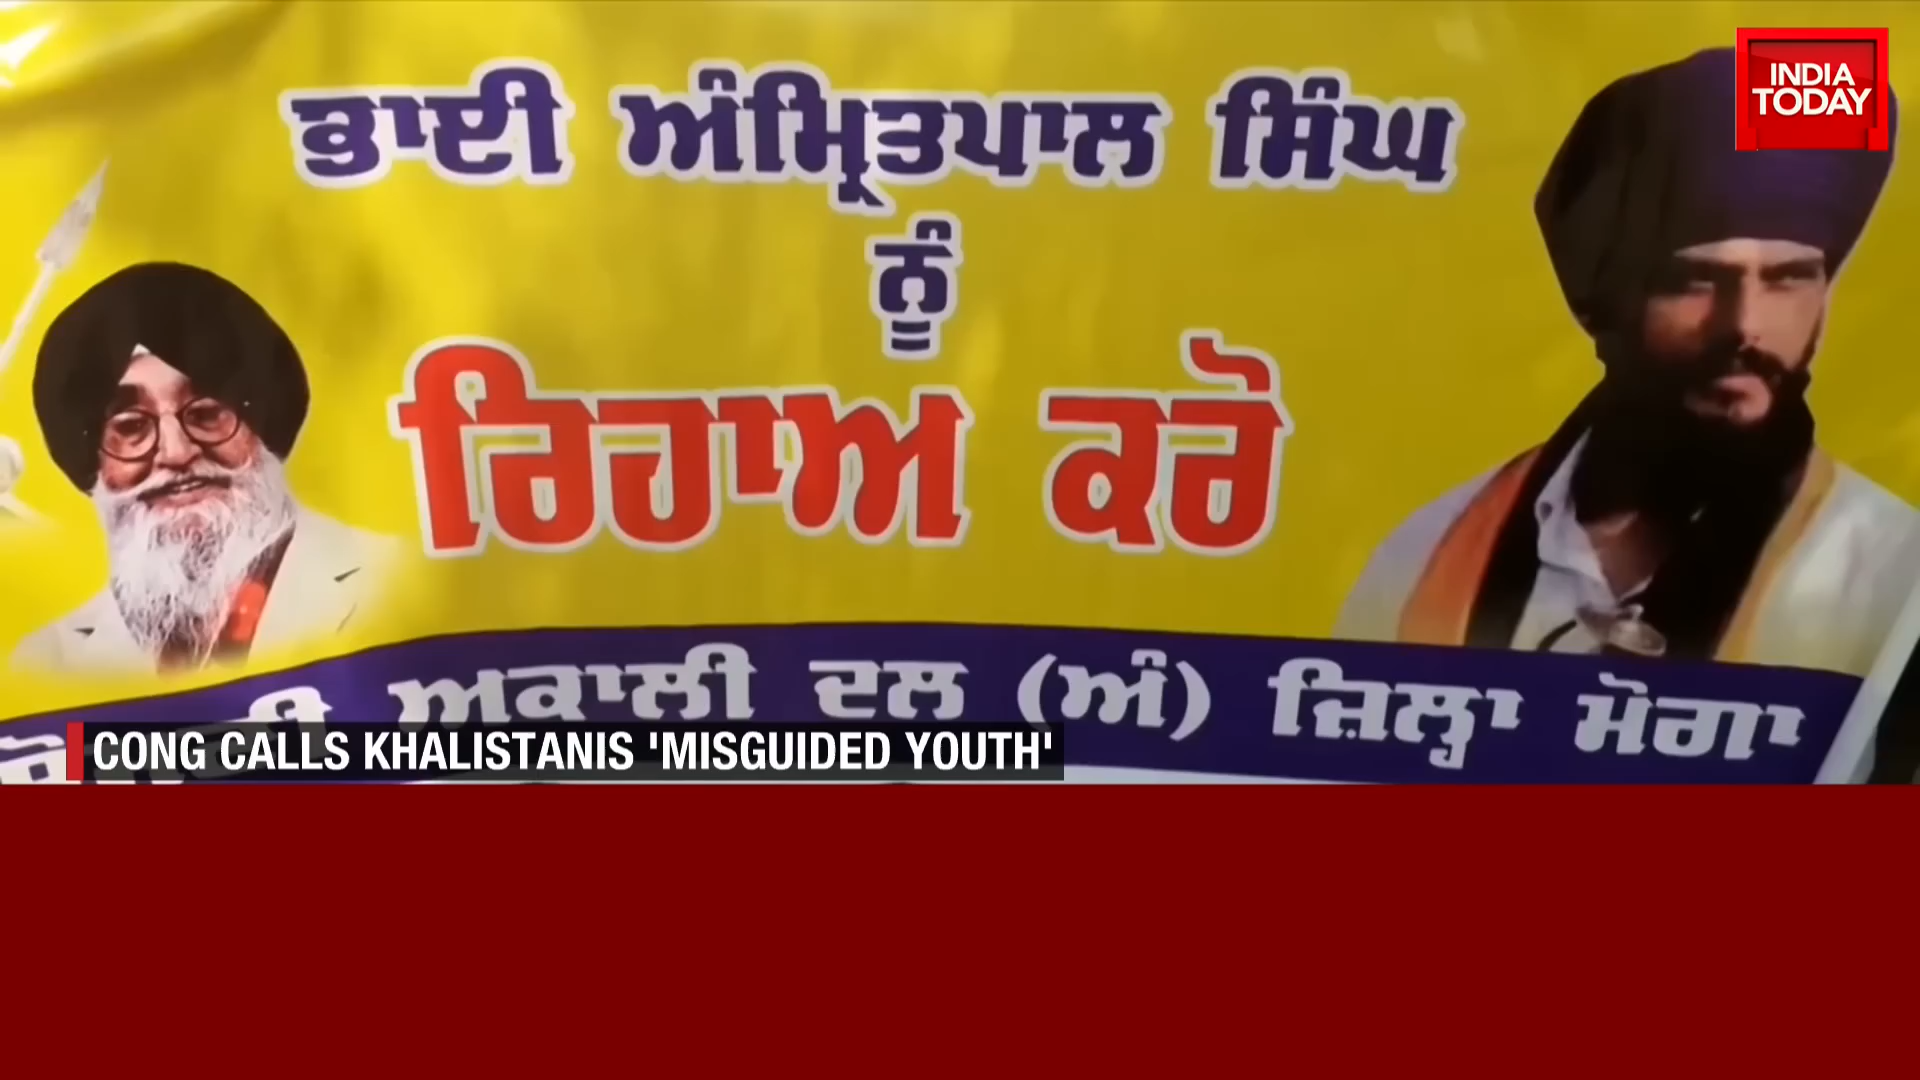 INDIA
TODAY
ਭਾਈ ਅੰਮ੍ਰਿਤਪਾਲ ਸਿੰਘ
ਨੂੰ
ਰਿਹਾਅ ਕਰੋ
ਅਕਾਲੀ ਦਲ (ਅੰ) ਜ਼ਿਲ੍ਹਾ ਮੋਗਾ
CONG CALLS KHALISTANIS 'MISGUIDED YOUTH'